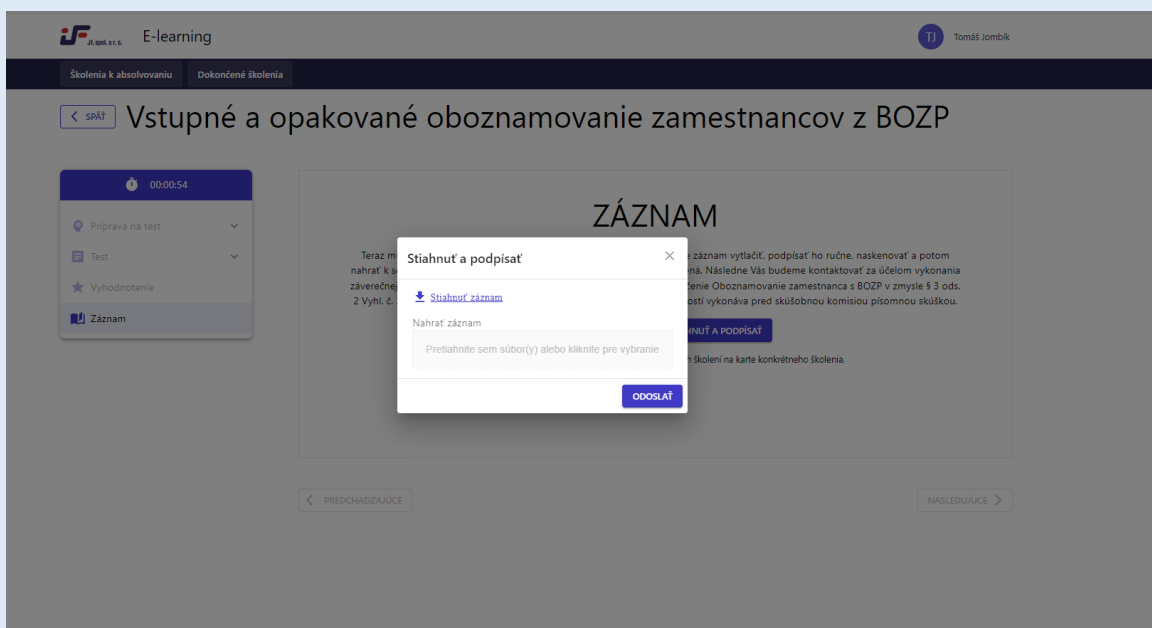 JF, spol. s r. o.
E-learning
TJ
Tomáš Jombík
Školenia k absolvovaniu
Dokončené školenia
SPÄŤ
Vstupné a opakované oboznamovanie zamestnancov z BOZP
00:00:54
Príprava na test
Test
Vyhodnotenie
Záznam
ZÁZNAM
Teraz m
záznam vytlačiť, podpísať ho ručne, naskenovať a potom
nahrať k s
ná. Následne Vás budeme kontaktovať za účelom vykonania
záverečnej
enie Oboznamovanie zamestnanca s BOZP v zmysle § 3 ods.
2 Vyhl. č.
ostí vykonáva pred skúšobnou komisiou písomnou skúškou.
HNUŤ A PODPÍSAŤ
školení na karte konkrétneho školenia.
Stiahnuť a podpísať
Stiahnuť záznam
Nahrať záznam
Pretiahnite sem súbor(y) alebo kliknite pre vybranie
ODOSLAŤ
PREDCHÁDZAJÚCE
NASLEDUJÚCE